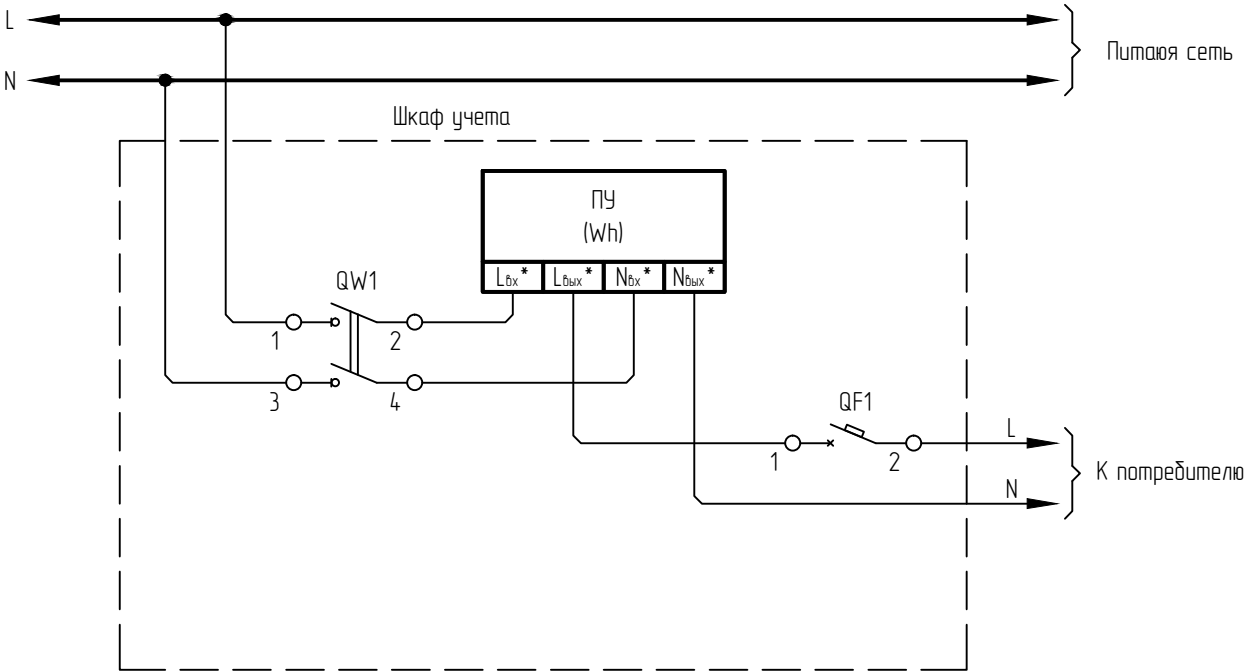 L
Питаюя сеть
N
Шкаф учета
ПУ
(Wh)
Lвх* Lвых* Nвх* Nвых*
QW1
1 2
3 4
QF1
L
1 2
К потребителю
N